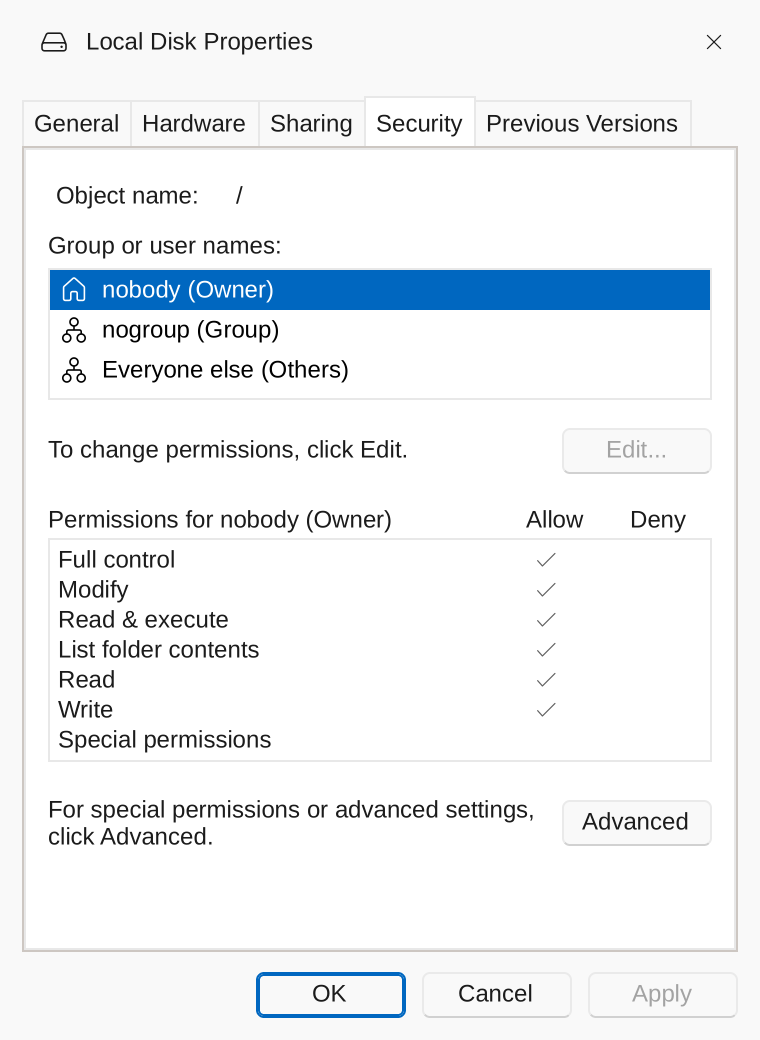 Local Disk Properties
General Hardware Sharing Security Previous Versions
Object name: /
Group or user names:
nobody (Owner)
nogroup (Group)
Everyone else (Others)
To change permissions, click Edit. Edit...
Permissions for nobody (Owner) Allow Deny
Full control
Modify
Read & execute
List folder contents
Read
Write
Special permissions
For special permissions or advanced settings,
click Advanced.
Advanced
OK Cancel Apply